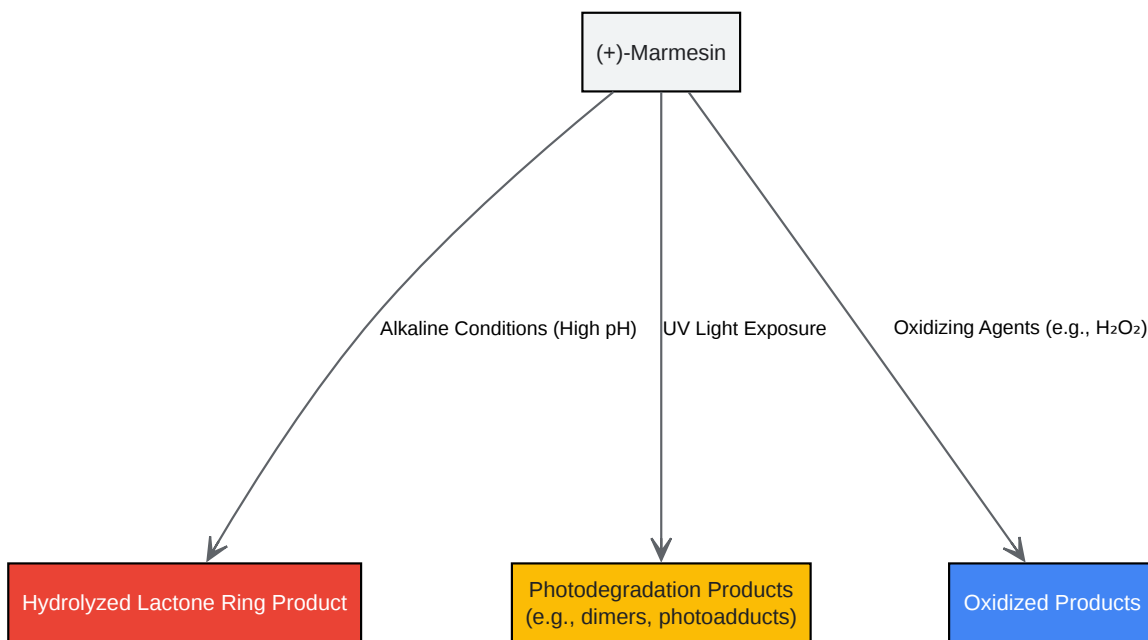 (+)-Marmesin
Alkaline Conditions (High pH)
UV Light Exposure
Oxidizing Agents (e.g., H₂O₂)
Hydrolyzed Lactone Ring Product
Photodegradation Products
(e.g., dimers, photoadducts)
Oxidized Products